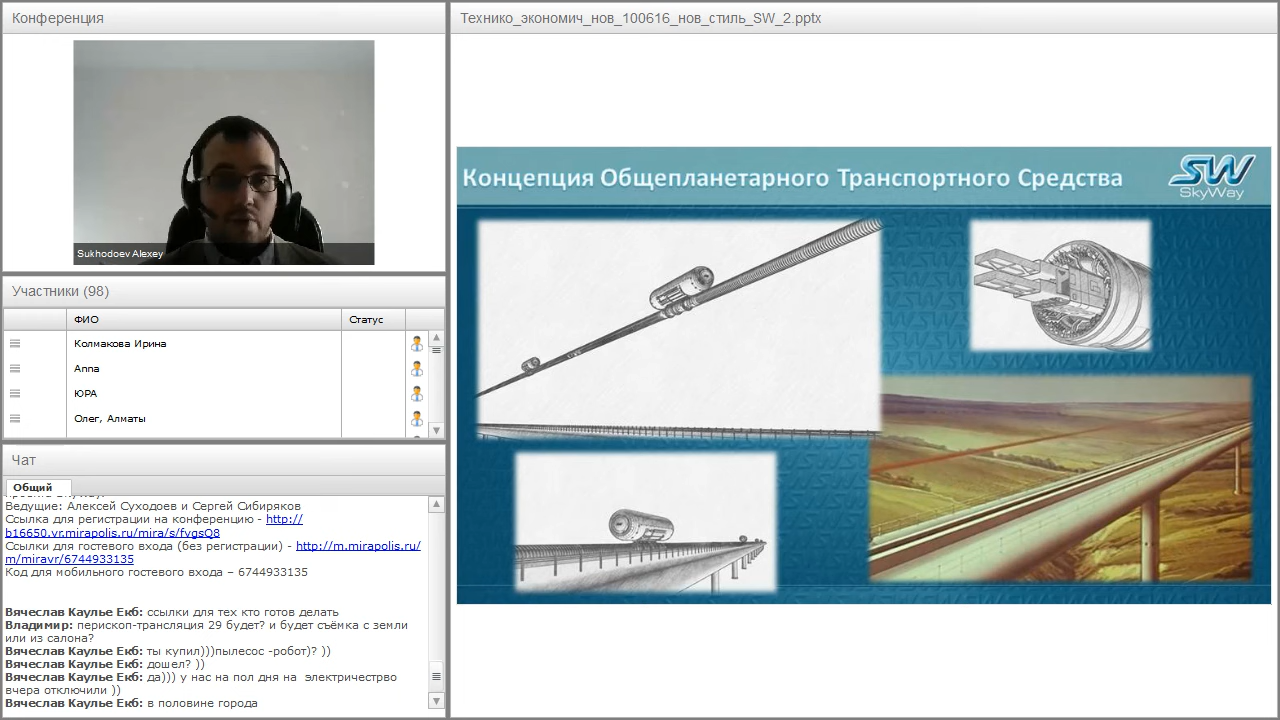 Конференция
Sukhodoev Alexey
Участники (98)
ФИО
Статус
Колмакова Ирина
Anna
ЮРА
Олег, Алматы
Чат
Общий
Ведущие: Алексей Суходоев и Сергей Сибиряков
Ссылка для регистрации на конференцию - http://
b16650.vr.mirapolis.ru/mira/s/fvgsQ8
Ссылки для гостевого входа (без регистрации) - http://m.mirapolis.ru/
m/miravr/6744933135
Код для мобильного гостевого входа – 6744933135
Вячеслав Каулье Екб: ссылки для тех кто готов делать
Владимир: перископ-трансляция 29 будет? и будет съёмка с земли
или из салона?
Вячеслав Каулье Екб: ты купил)))пылесос -робот)? ))
Вячеслав Каулье Екб: дошел? ))
Вячеслав Каулье Екб: да))) у нас на пол дня на электричестрво
вчера отключили ))
Вячеслав Каулье Екб: в половине города
Технико_экономич_нов_100616_нов_стиль_SW_2.pptx
Концепция Общепланетарного Транспортного Средства
SW
SkyWay